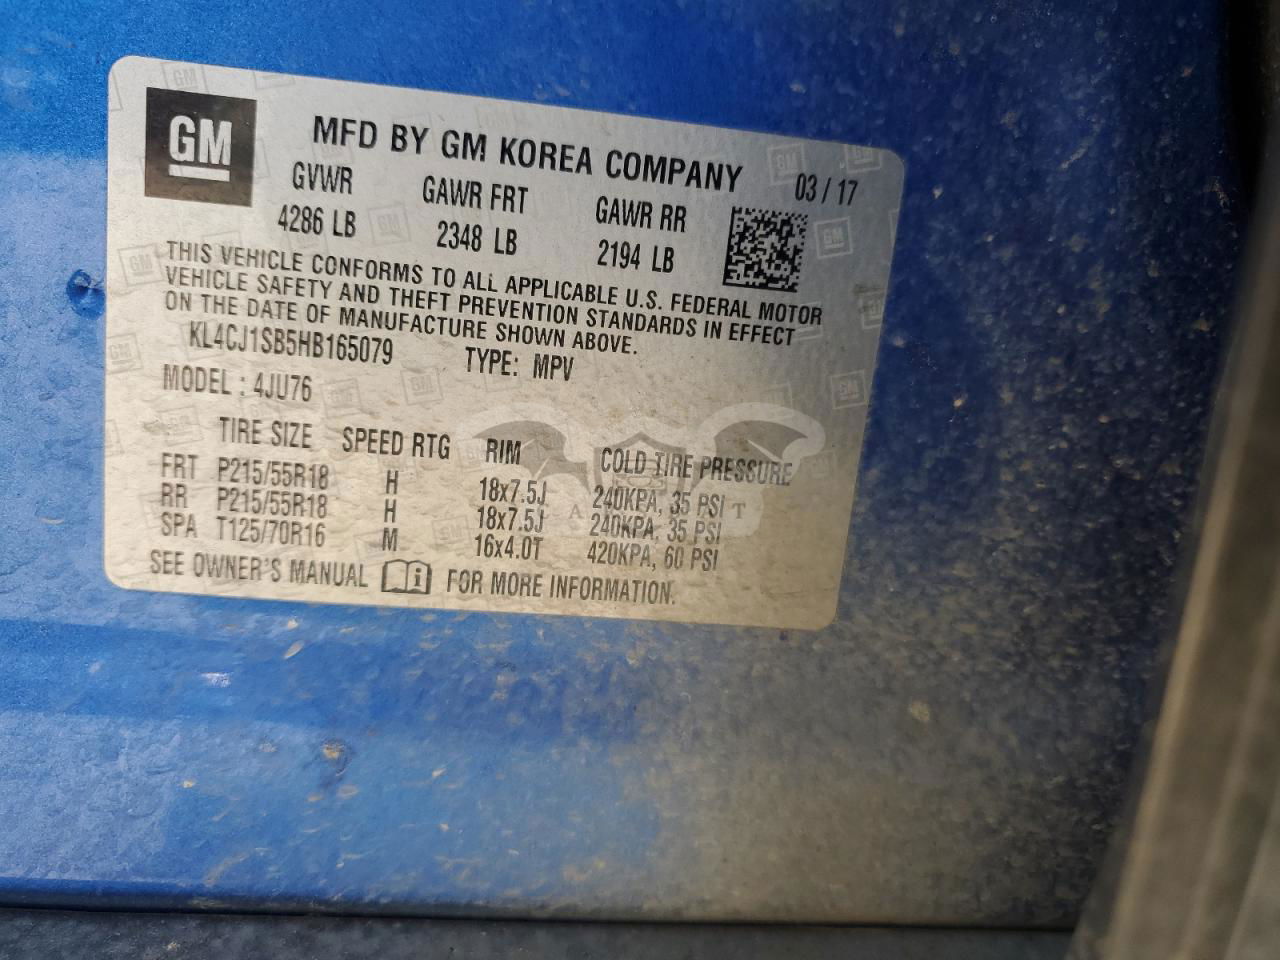 GM
MFD BY GM KOREA COMPANY
03 / 17
GVWR GAWR FRT GAWR RR
4286 LB 2348 LB 2194 LB
THIS VEHICLE CONFORMS TO ALL APPLICABLE U.S. FEDERAL MOTOR
VEHICLE SAFETY AND THEFT PREVENTION STANDARDS IN EFFECT
ON THE DATE OF MANUFACTURE SHOWN ABOVE.
KL4CJ1SB5HB165079 TYPE: MPV
MODEL : 4JU76
TIRE SIZE SPEED RTG RIM COLD TIRE PRESSURE
FRT P215/55R18 H 18x7.5J 240KPA, 35 PSI
RR P215/55R18 H 18x7.5J 240KPA, 35 PSI
SPA T125/70R16 M 16x4.0T 420KPA, 60 PSI
SEE OWNER'S MANUAL FOR MORE INFORMATION.